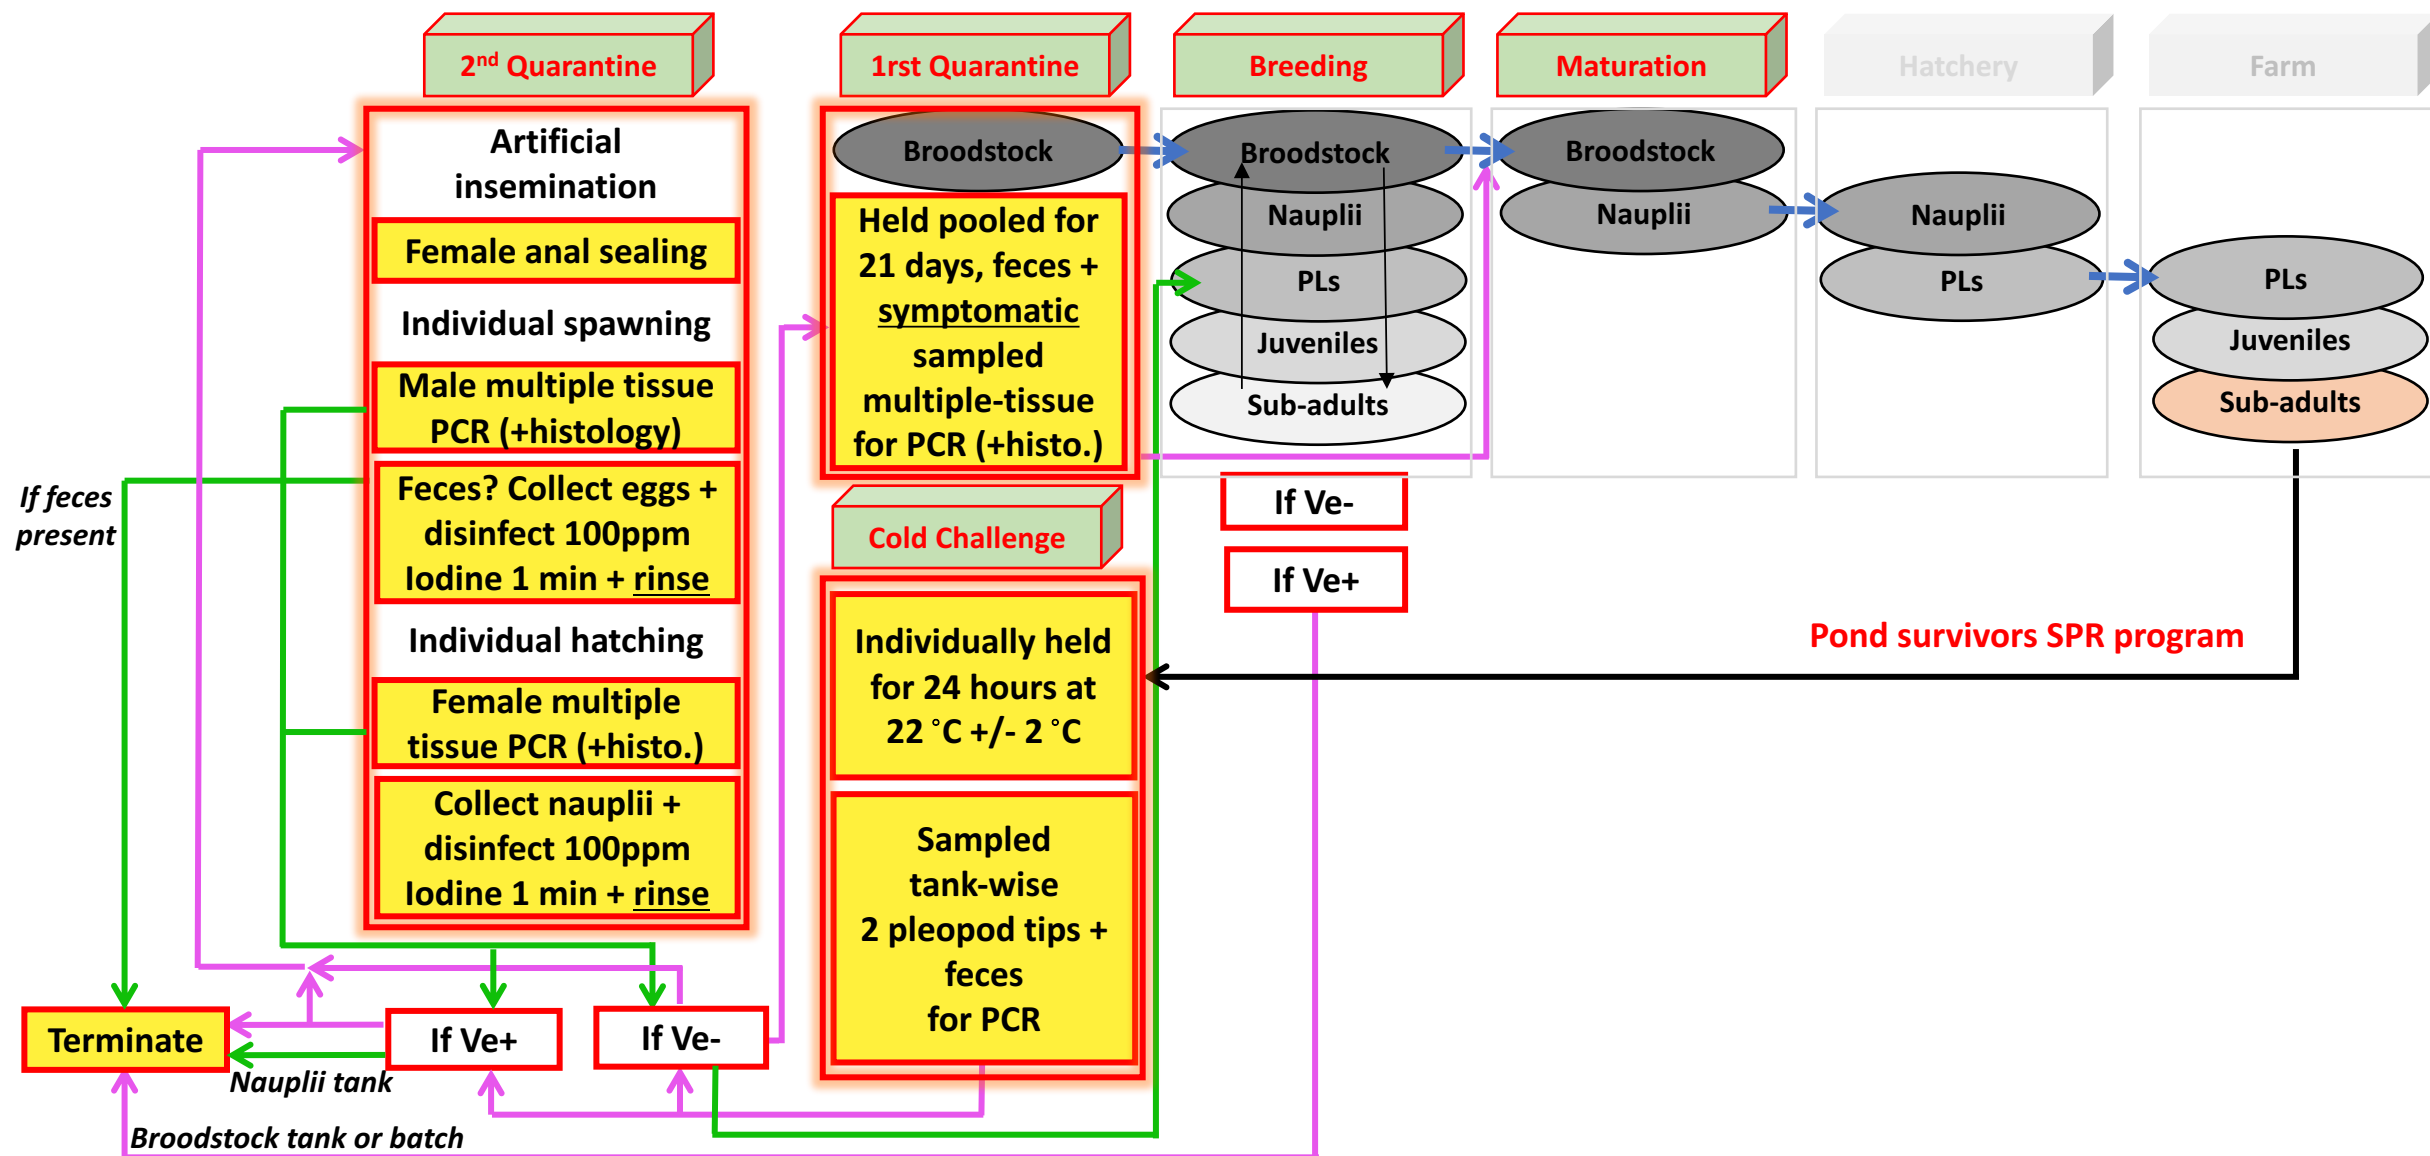 2nd Quarantine
1rst Quarantine
Breeding
Maturation
Hatchery
Farm
Artificial
insemination
Female anal sealing
Individual spawning
Male multiple tissue
PCR (+histology)
Feces? Collect eggs +
disinfect 100ppm
Iodine 1 min + rinse
Individual hatching
Female multiple
tissue PCR (+histo.)
Collect nauplii +
disinfect 100ppm
Iodine 1 min + rinse
If feces
present
Terminate
If Ve+
If Ve-
Nauplii tank
Broodstock tank or batch
Broodstock
Held pooled for
21 days, feces +
symptomatic
sampled
multiple-tissue
for PCR (+histo.)
Cold Challenge
Individually held
for 24 hours at
22 °C +/- 2 °C
Sampled
tank-wise
2 pleopod tips +
feces
for PCR
Broodstock
Nauplii
PLs
Juveniles
Sub-adults
If Ve-
If Ve+
Broodstock
Nauplii
Nauplii
PLs
PLs
Juveniles
Sub-adults
Pond survivors SPR program